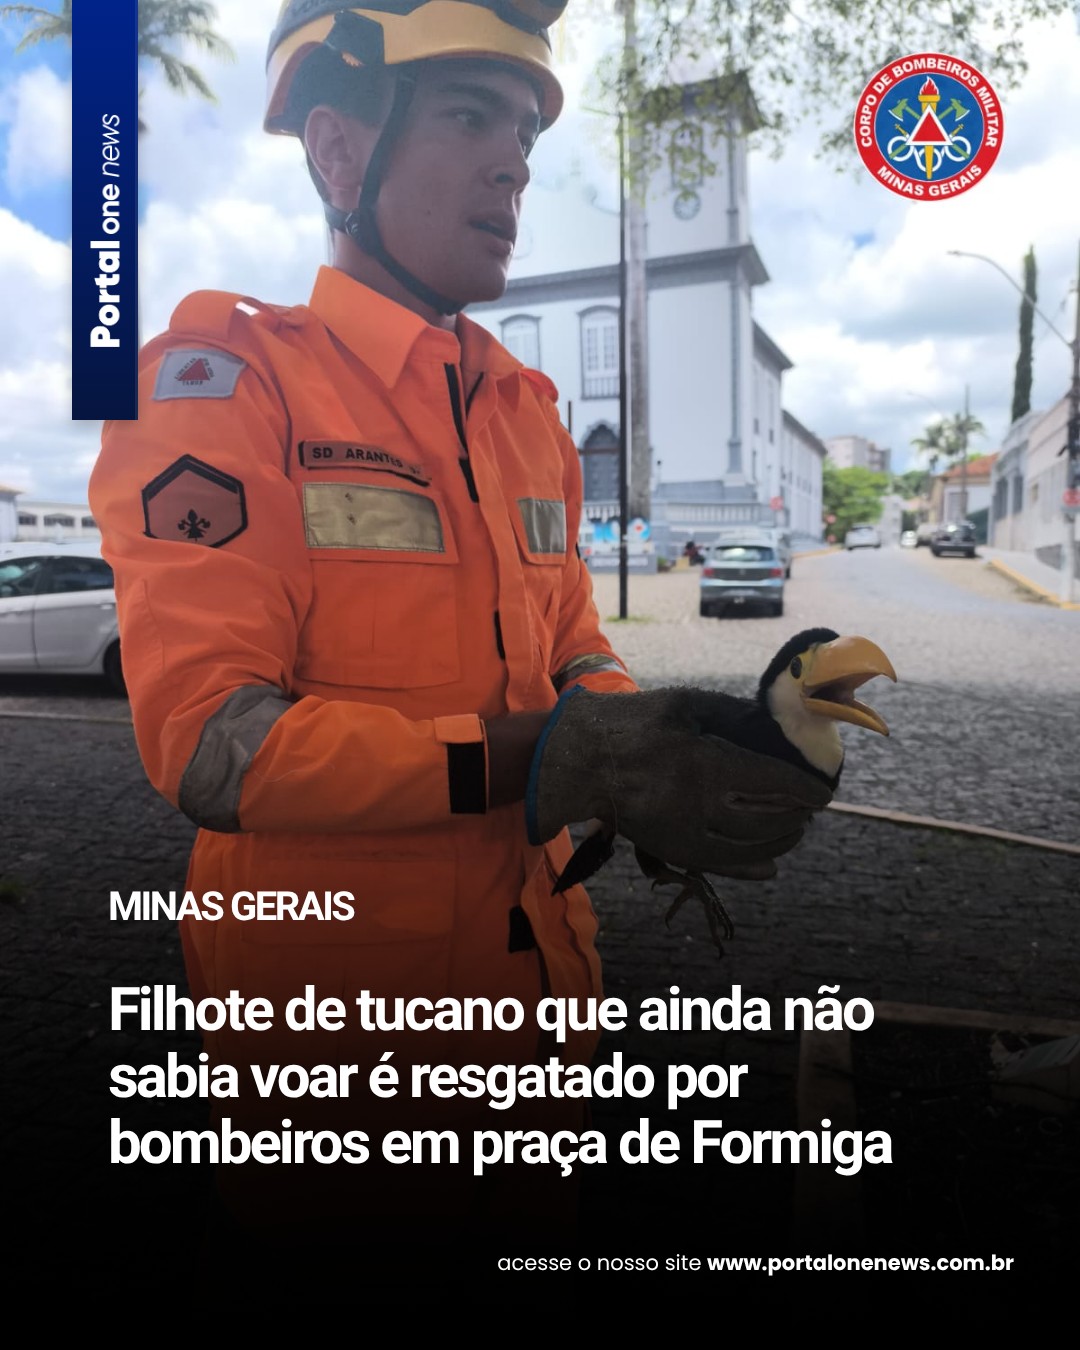 Portal one news
CORPO DE BOMBEIROS MILITAR
MINAS GERAIS
SD ARANTES
MINAS GERAIS
Filhote de tucano que ainda não
sabia voar é resgatado por
bombeiros em praça de Formiga
acesse o nosso site www.portalonenews.com.br